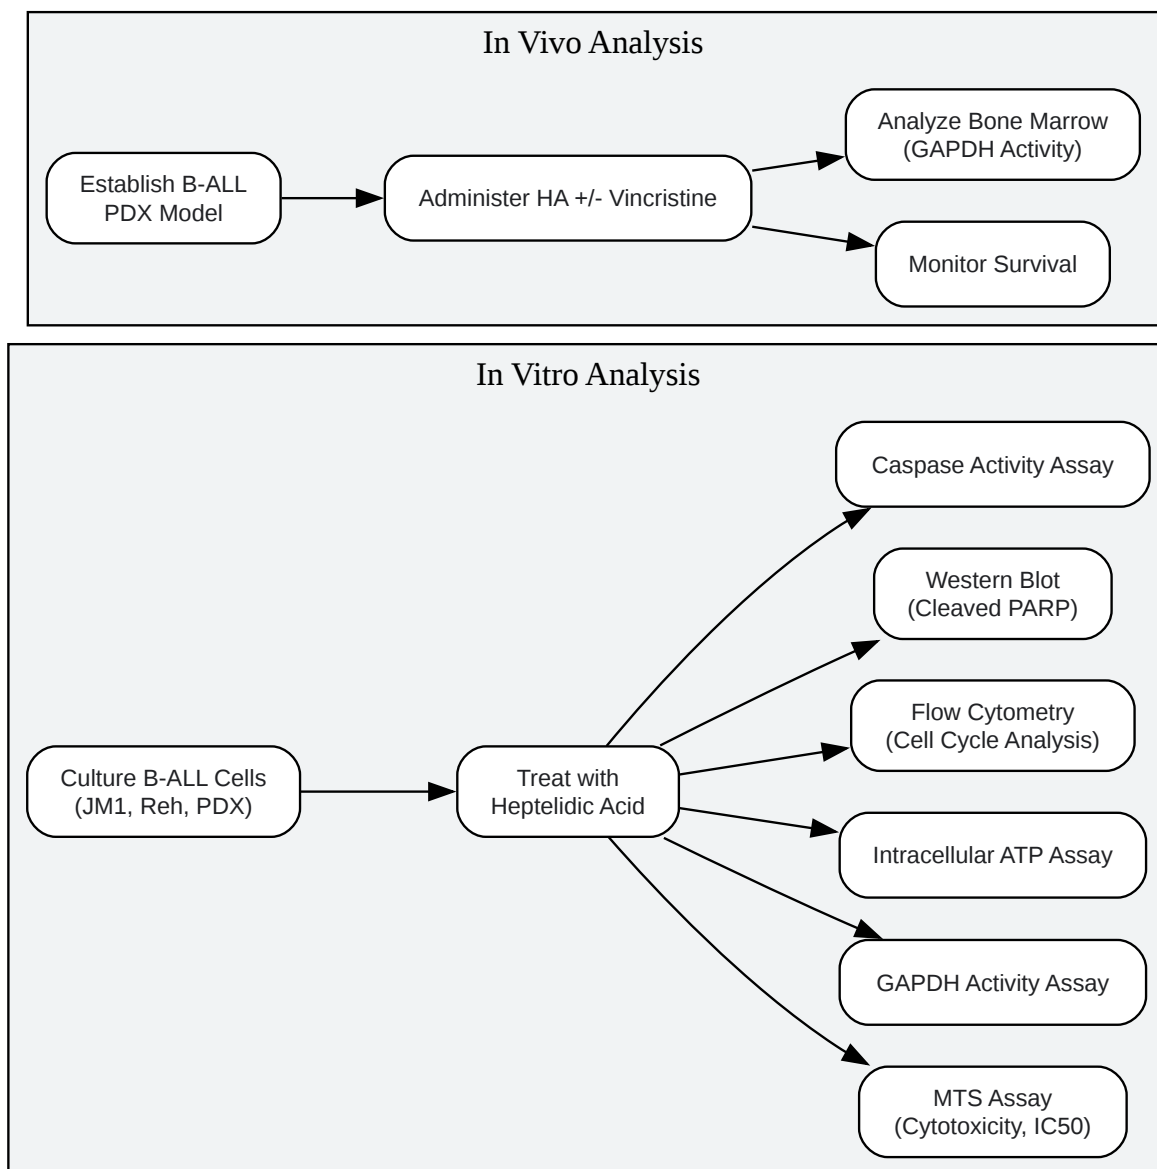 In Vivo Analysis
Establish B-ALL
PDX Model
Administer HA +/- Vincristine
Analyze Bone Marrow
(GAPDH Activity)
Monitor Survival
In Vitro Analysis
Culture B-ALL Cells
(JM1, Reh, PDX)
Treat with
Heptelidic Acid
Caspase Activity Assay
Western Blot
(Cleaved PARP)
Flow Cytometry
(Cell Cycle Analysis)
Intracellular ATP Assay
GAPDH Activity Assay
MTS Assay
(Cytotoxicity, IC50)